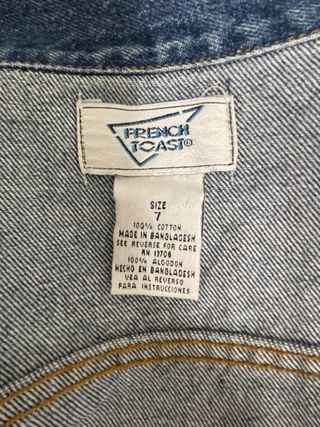 FRENCH
TOAST®
SIZE
7
100% COTTON
MADE IN BANGLADESH
SEE REVERSE FOR CARE
RN 17708
100% ALGODON
HECHO EN BANGLADESH
VEA AL REVERSO
PARA INSTRUCCIONES